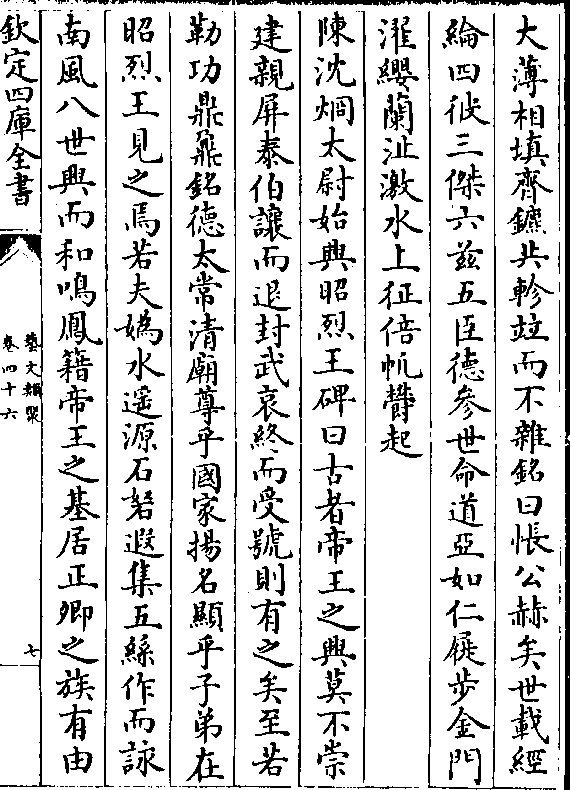 大薄相填齊鑣共軫竝而不雜銘曰悵公赫矣世載經
綸四彼三傑六兹五臣德參世命道亞如仁屣步金門
濯纓蘭沚激水上征倍帆聳起
陳沈炯太尉始興昭烈王碑曰古者帝王之興莫不崇
建親屏泰伯讓而退封武哀終而受號則有之矣至若
勒功鼎鼐銘德太常清廟尊乎國家揚名顯乎子弟在
昭烈王見之焉若夫媯水遥源石砮遐集五絲作而詠
南風八世興而和鳴鳳籍帝王之基居正卿之族有由
欽定四庫全書
藝文類聚
卷四十六
七